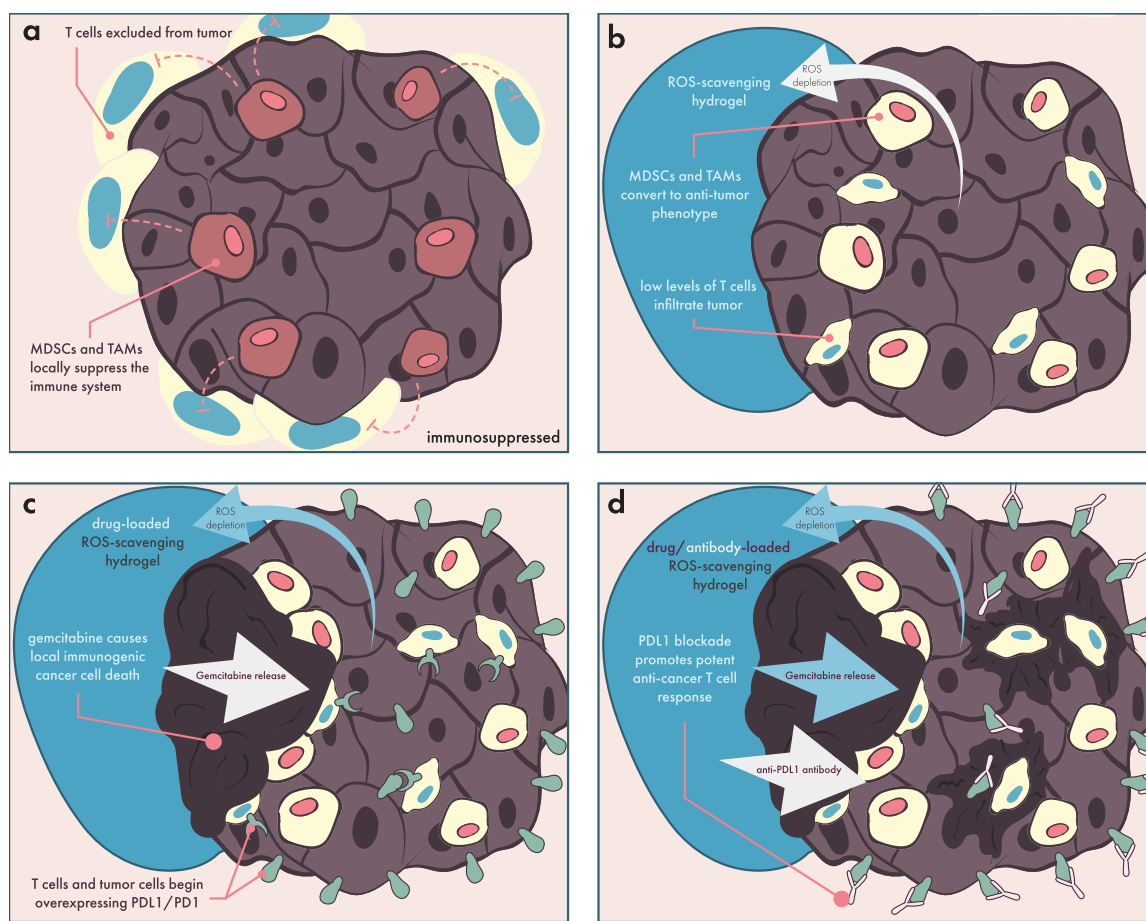 a
T cells excluded from tumor
MDSCs and TAMs
locally suppress the
immune system
immunosuppressed
b
ROS
depletion
ROS-scavenging
hydrogel
MDSCs and TAMs
convert to anti-tumor
phenotype
low levels of T cells
infiltrate tumor
c
ROS
depletion
drug-loaded
ROS-scavenging
hydrogel
gemcitabine causes
local immunogenic
cancer cell death
Gemcitabine release
T cells and tumor cells begin
overexpressing PDL1/PD1
d
ROS
depletion
drug/antibody-loaded
ROS-scavenging
hydrogel
PDL1 blockade
promotes potent
anti-cancer T cell
response
Gemcitabine release
anti-PDL1 antibody